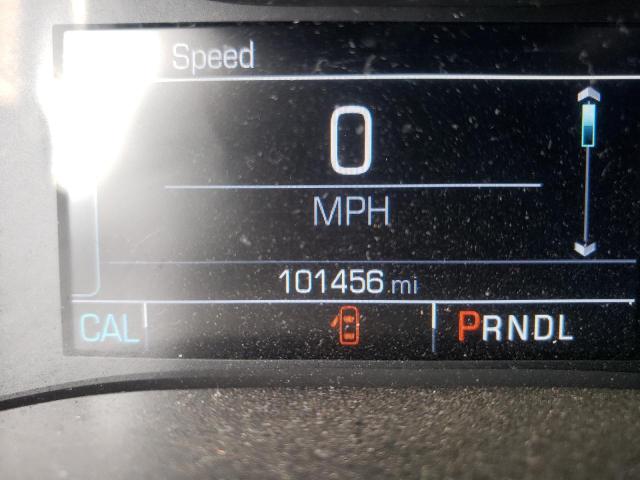 Speed
0
MPH
101456 mi
CAL PRNDL